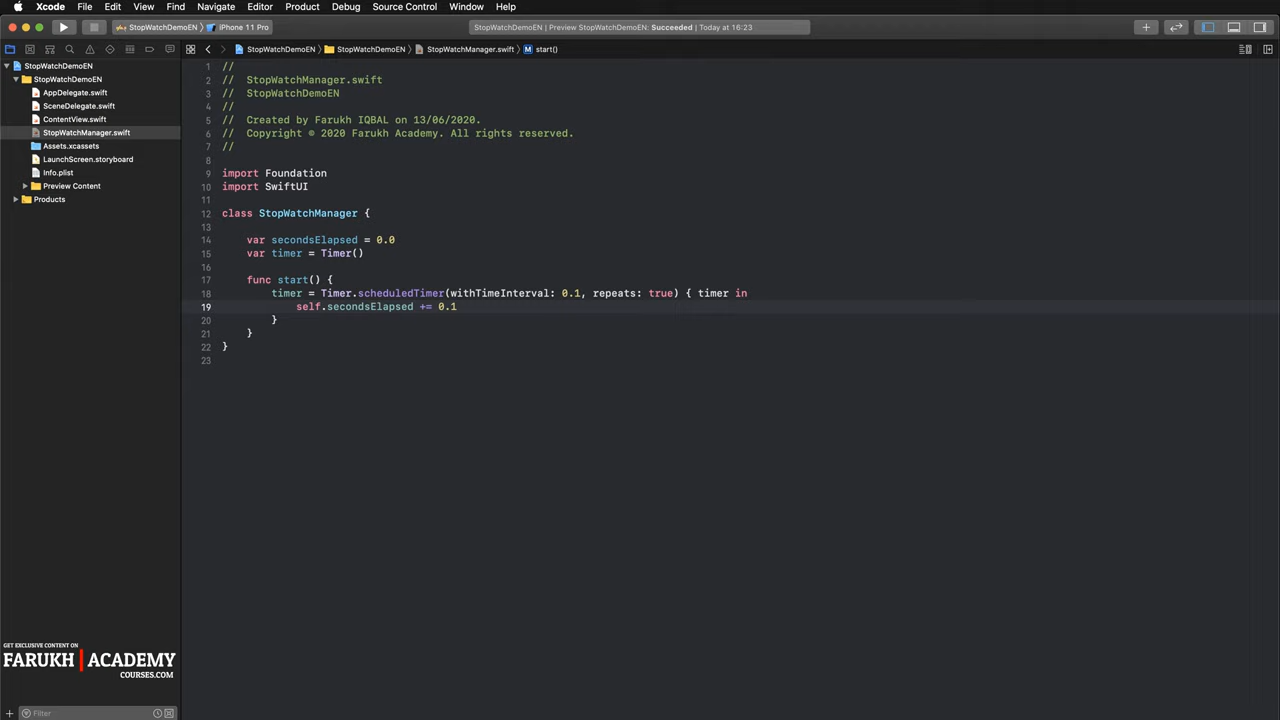 Xcode File Edit View Find Navigate Editor Product Debug Source Control Window Help
StopWatchDemoEN 〉 iPhone 11 Pro
StopWatchDemoEN | Preview StopWatchDemoEN: Succeeded | Today at 16:23
StopWatchDemoEN 〉 StopWatchDemoEN 〉 StopWatchManager.swift 〉 M start()
StopWatchDemoEN
StopWatchDemoEN
AppDelegate.swift
SceneDelegate.swift
ContentView.swift
StopWatchManager.swift
Assets.xcassets
LaunchScreen.storyboard
Info.plist
Preview Content
Products
1 //
2 // StopWatchManager.swift
3 // StopWatchDemoEN
4 //
5 // Created by Farukh IQBAL on 13/06/2020.
6 // Copyright © 2020 Farukh Academy. All rights reserved.
7 //
8
9 import Foundation
10 import SwiftUI
11
12 class StopWatchManager {
13
14 var secondsElapsed = 0.0
15 var timer = Timer()
16
17 func start() {
18 timer = Timer.scheduledTimer(withTimeInterval: 0.1, repeats: true) { timer in
19 self.secondsElapsed += 0.1
20 }
21 }
22 }
23
GET EXCLUSIVE CONTENT ON
FARUKH | ACADEMY
COURSES.COM
Filter